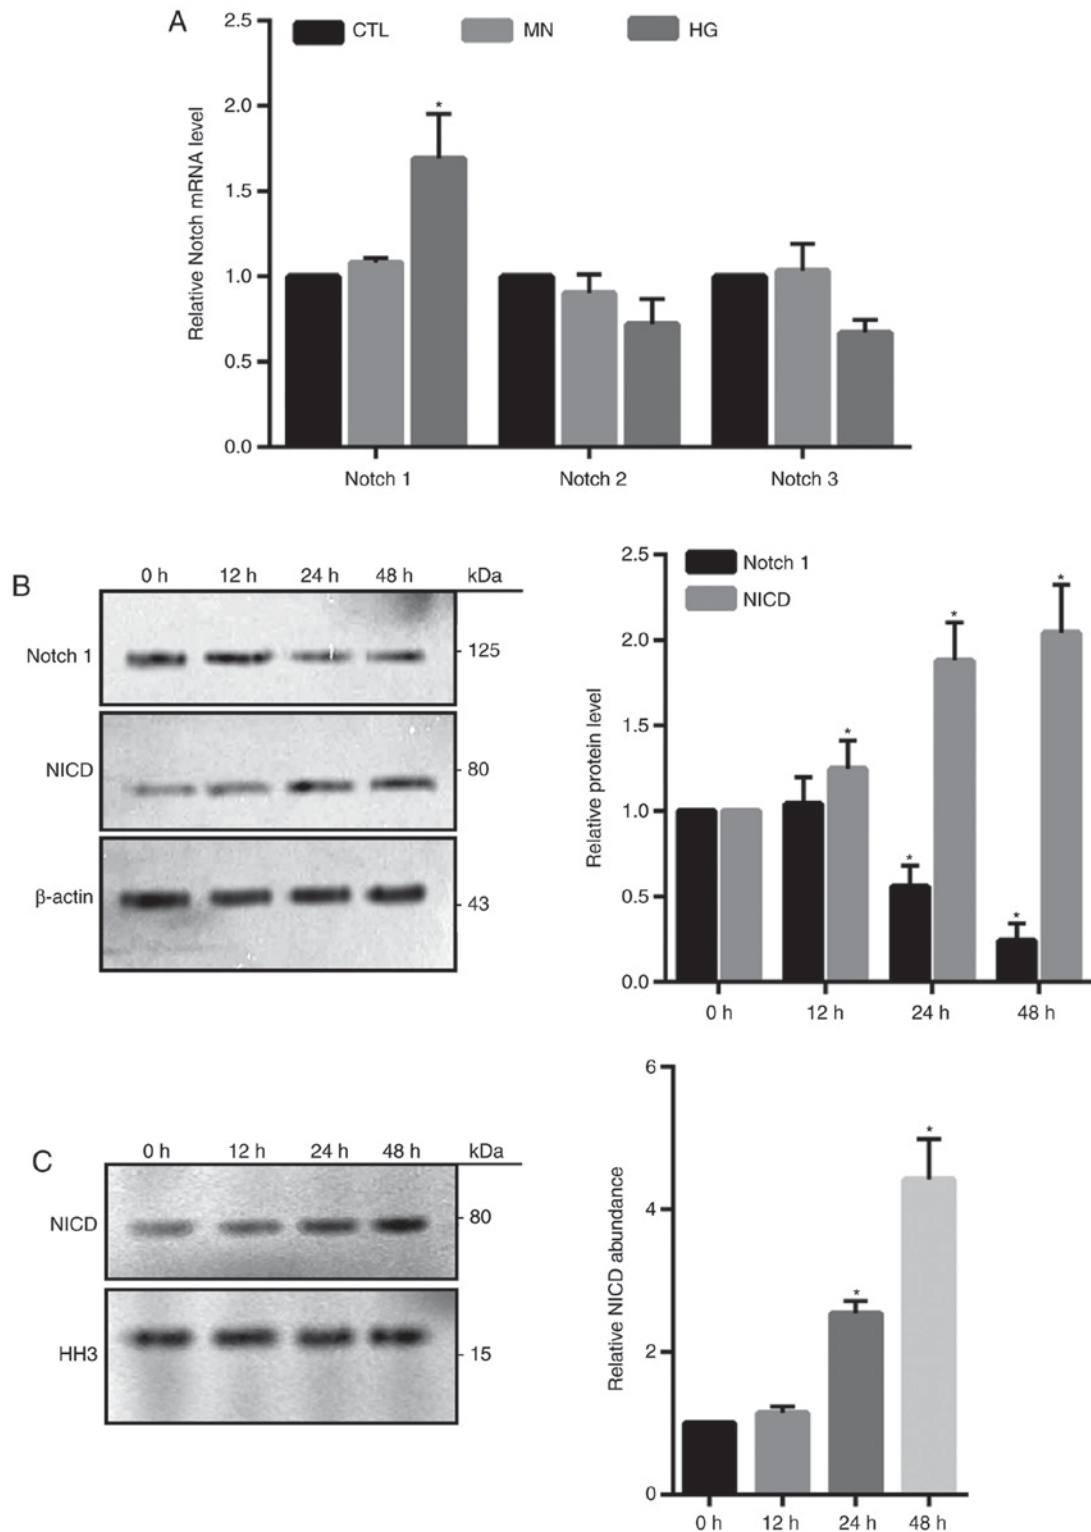 A
CTL MN HG
Relative Notch mRNA level
2.5
2.0
*
1.5
1.0
0.5
0.0
Notch 1 Notch 2 Notch 3
B
0 h 12 h 24 h 48 h kDa
Notch 1 125
NICD 80
β-actin 43
Notch 1
NICD
Relative protein level
2.5
2.0
1.5
1.0
0.5
0.0
* * * * *
0 h 12 h 24 h 48 h
C
0 h 12 h 24 h 48 h kDa
NICD 80
HH3 15
Relative NICD abundance
6
4
2
0
* *
0 h 12 h 24 h 48 h